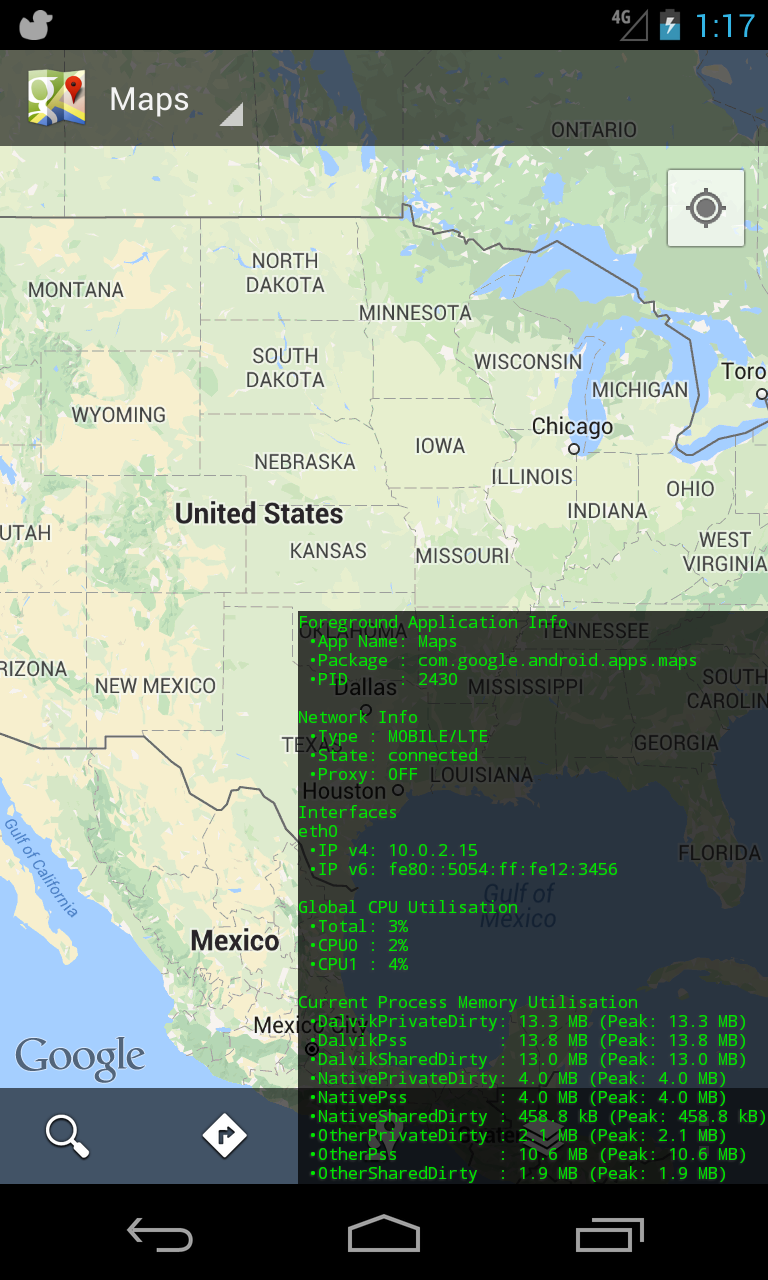 4G 1:17
Maps
ONTARIO
NORTH
DAKOTA
MONTANA
MINNESOTA
SOUTH
DAKOTA
WISCONSIN
MICHIGAN
Toro
WYOMING
Chicago
IOWA
NEBRASKA
ILLINOIS
OHIO
INDIANA
United States
UTAH
KANSAS
MISSOURI
WEST
VIRGINIA
Foreground Application Info
OKLAHOMA
TENNESSEE
•App Name: Maps
•Package : com.google.android.apps.maps
•PID : 2430
RIZONA
NEW MEXICO
Dallas
MISSISSIPPI
SOUTH
CAROLIN
Network Info
•Type : MOBILE/LTE
TEXAS
GEORGIA
•State: connected
•Proxy: OFF
LOUISIANA
Houston
Interfaces
eth0
•IP v4: 10.0.2.15
FLORIDA
•IP v6: fe80::5054:ff:fe12:3456
Gulf of
Mexico
Gulf of California
Global CPU Utilisation
•Total: 3%
•CPU0 : 2%
•CPU1 : 4%
Mexico
Current Process Memory Utilisation
Mexico City
•DalvikPrivateDirty: 13.3 MB (Peak: 13.3 MB)
•DalvikPss : 13.8 MB (Peak: 13.8 MB)
•DalvikSharedDirty : 13.0 MB (Peak: 13.0 MB)
•NativePrivateDirty: 4.0 MB (Peak: 4.0 MB)
•NativePss : 4.0 MB (Peak: 4.0 MB)
•NativeSharedDirty : 458.8 kB (Peak: 458.8 kB)
•OtherPrivateDirty : 2.1 MB (Peak: 2.1 MB)
•OtherPss : 10.6 MB (Peak: 10.6 MB)
•OtherSharedDirty : 1.9 MB (Peak: 1.9 MB)
Google